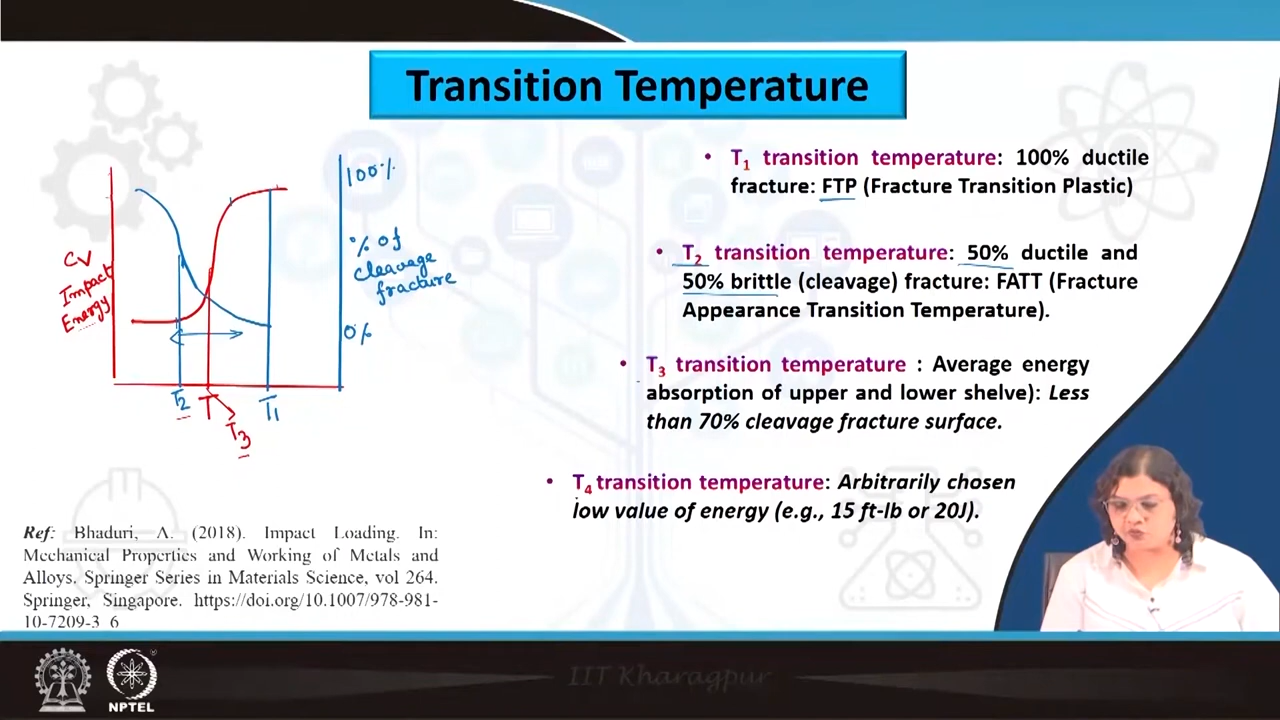 Transition Temperature
• T1 transition temperature: 100% ductile
fracture: FTP (Fracture Transition Plastic)
• T2 transition temperature: 50% ductile and
50% brittle (cleavage) fracture: FATT (Fracture
Appearance Transition Temperature).
• T3 transition temperature : Average energy
absorption of upper and lower shelve): Less
than 70% cleavage fracture surface.
• T4 transition temperature: Arbitrarily chosen
low value of energy (e.g., 15 ft-lb or 20J).
100%
% of
cleavage
fracture
0%
CV
Impact
Energy
T2 T T1
T3
Ref: Bhaduri, A. (2018). Impact Loading. In:
Mechanical Properties and Working of Metals and
Alloys. Springer Series in Materials Science, vol 264.
Springer, Singapore. https://doi.org/10.1007/978-981-
10-7209-3_6
IIT Kharagpur
NPTEL